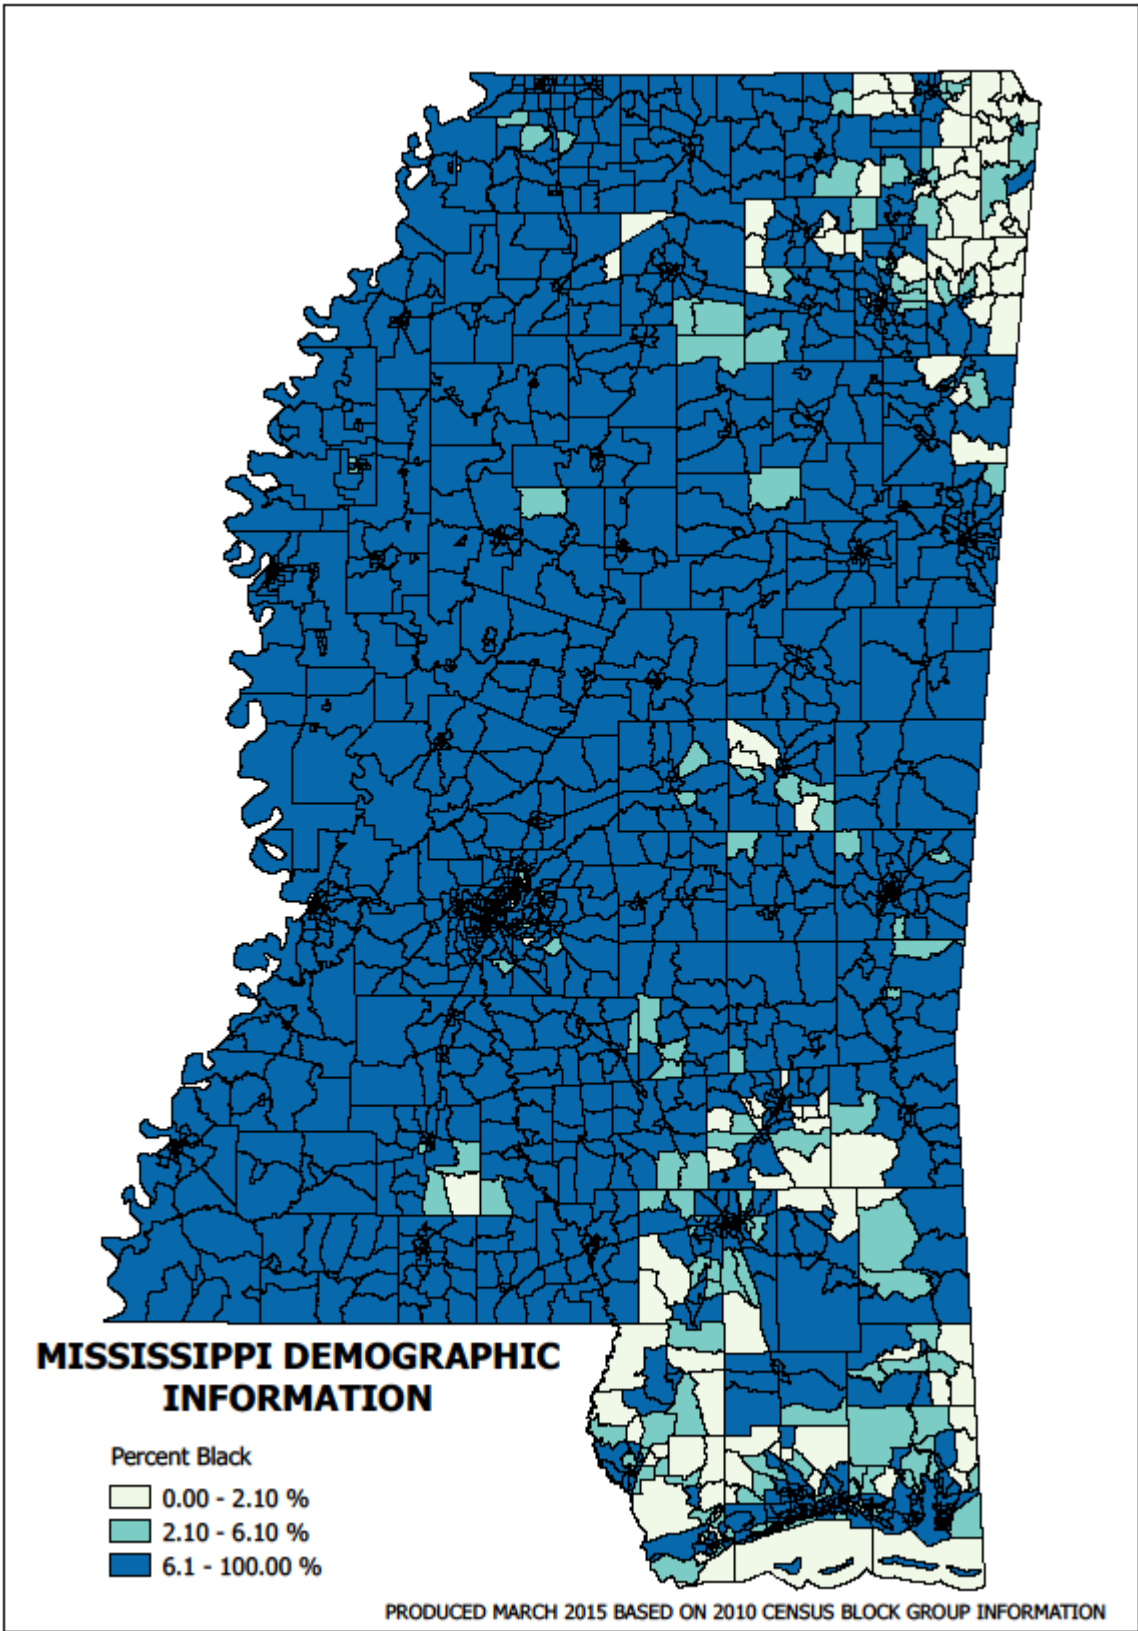 MISSISSIPPI DEMOGRAPHIC
INFORMATION
Percent Black
0.00 - 2.10 %
2.10 - 6.10 %
6.1 - 100.00 %
PRODUCED MARCH 2015 BASED ON 2010 CENSUS BLOCK GROUP INFORMATION